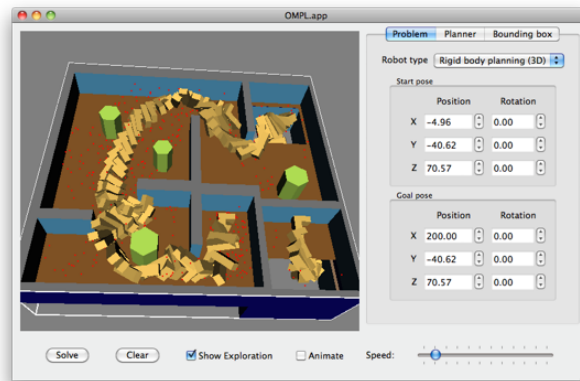 OMPL.app
Problem Planner Bounding box
Robot type Rigid body planning (3D)
Start pose
Position Rotation
X -4.96 0.00
Y -40.62 0.00
Z 70.57 0.00
Goal pose
Position Rotation
X 200.00 0.00
Y -40.62 0.00
Z 70.57 0.00
Solve Clear Show Exploration Animate Speed: